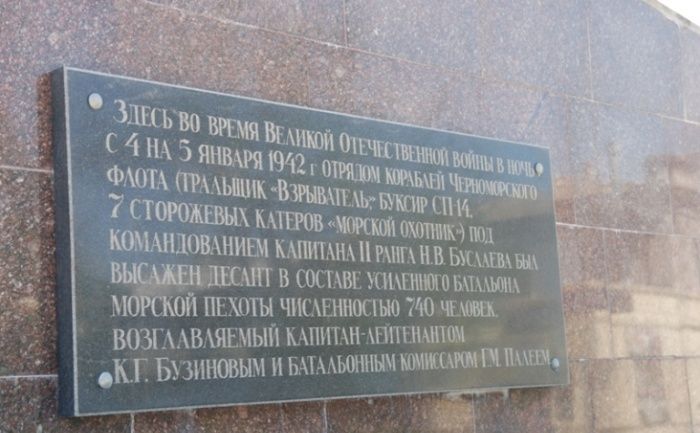 Здесь во время Великой Отечественной войны в ночь
с 4 на 5 января 1942 г отрядом кораблей Черноморского
флота (тральщик «Взрыватель» буксир СП-14,
7 сторожевых катеров «морской охотник») под
командованием капитана II ранга Н.В. Буслаева был
высажен десант в составе усиленного батальона
морской пехоты численностью 740 человек,
возглавляемый капитан-лейтенантом
К.Г. Бузиновым и батальонным комиссаром Г.М. Палеем.